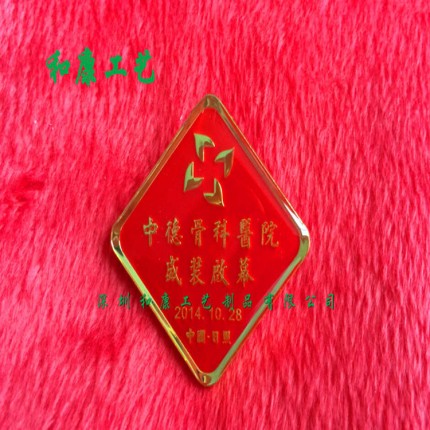 和康工艺
中德骨科醫院
盛装啟幕
深圳和康工艺制品有限公司
2014.10.28
中國·日照